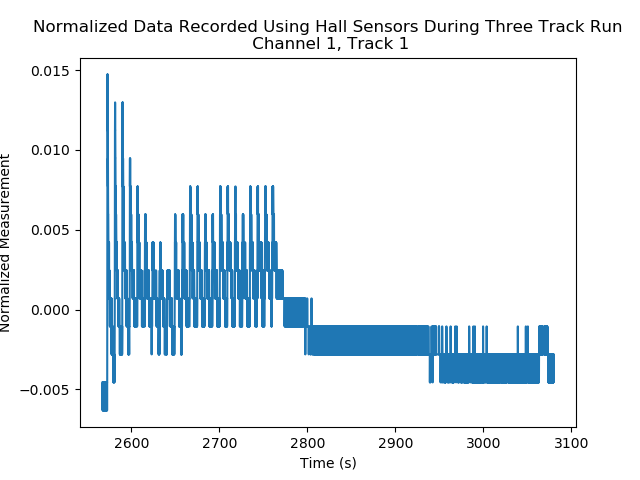 Normalized Data Recorded Using Hall Sensors During Three Track Run
Channel 1, Track 1
0.015
0.010
0.005
0.000
−0.005
Normalized Measurement
2600 2700 2800 2900 3000 3100
Time (s)